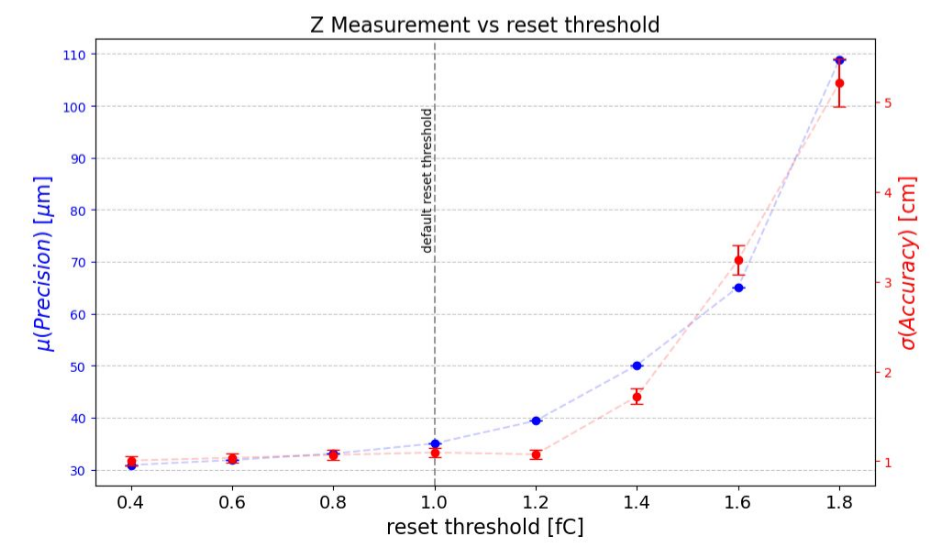 Z Measurement vs reset threshold
110
100
90
80
70
60
50
40
30
μ(Precision) [μm]
default reset threshold
5
4
3
2
1
σ(Accuracy) [cm]
0.4 0.6 0.8 1.0 1.2 1.4 1.6 1.8
reset threshold [fC]